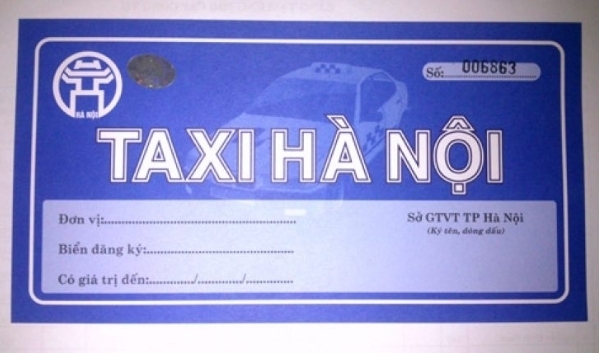 HÀ NỘI
Số: 006863
TAXI HÀ NỘI
Đơn vị:......................................................
Sở GTVT TP Hà Nội
Biển đăng ký:..........................................
(Ký tên, đóng dấu)
Có giá trị đến:............./............./..............